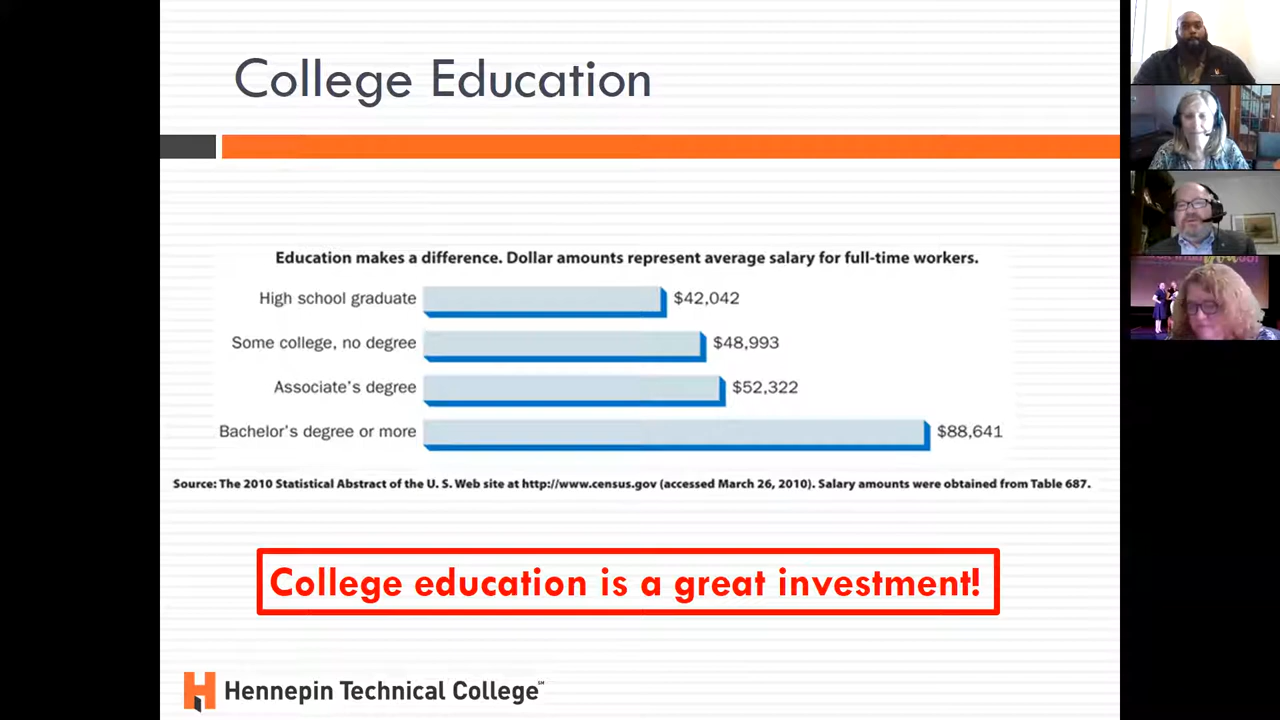 College Education
Education makes a difference. Dollar amounts represent average salary for full-time workers.
High school graduate $42,042
Some college, no degree $48,993
Associate's degree $52,322
Bachelor's degree or more $88,641
Source: The 2010 Statistical Abstract of the U. S. Web site at http://www.census.gov (accessed March 26, 2010). Salary amounts were obtained from Table 687.
College education is a great investment!
Hennepin Technical College℠